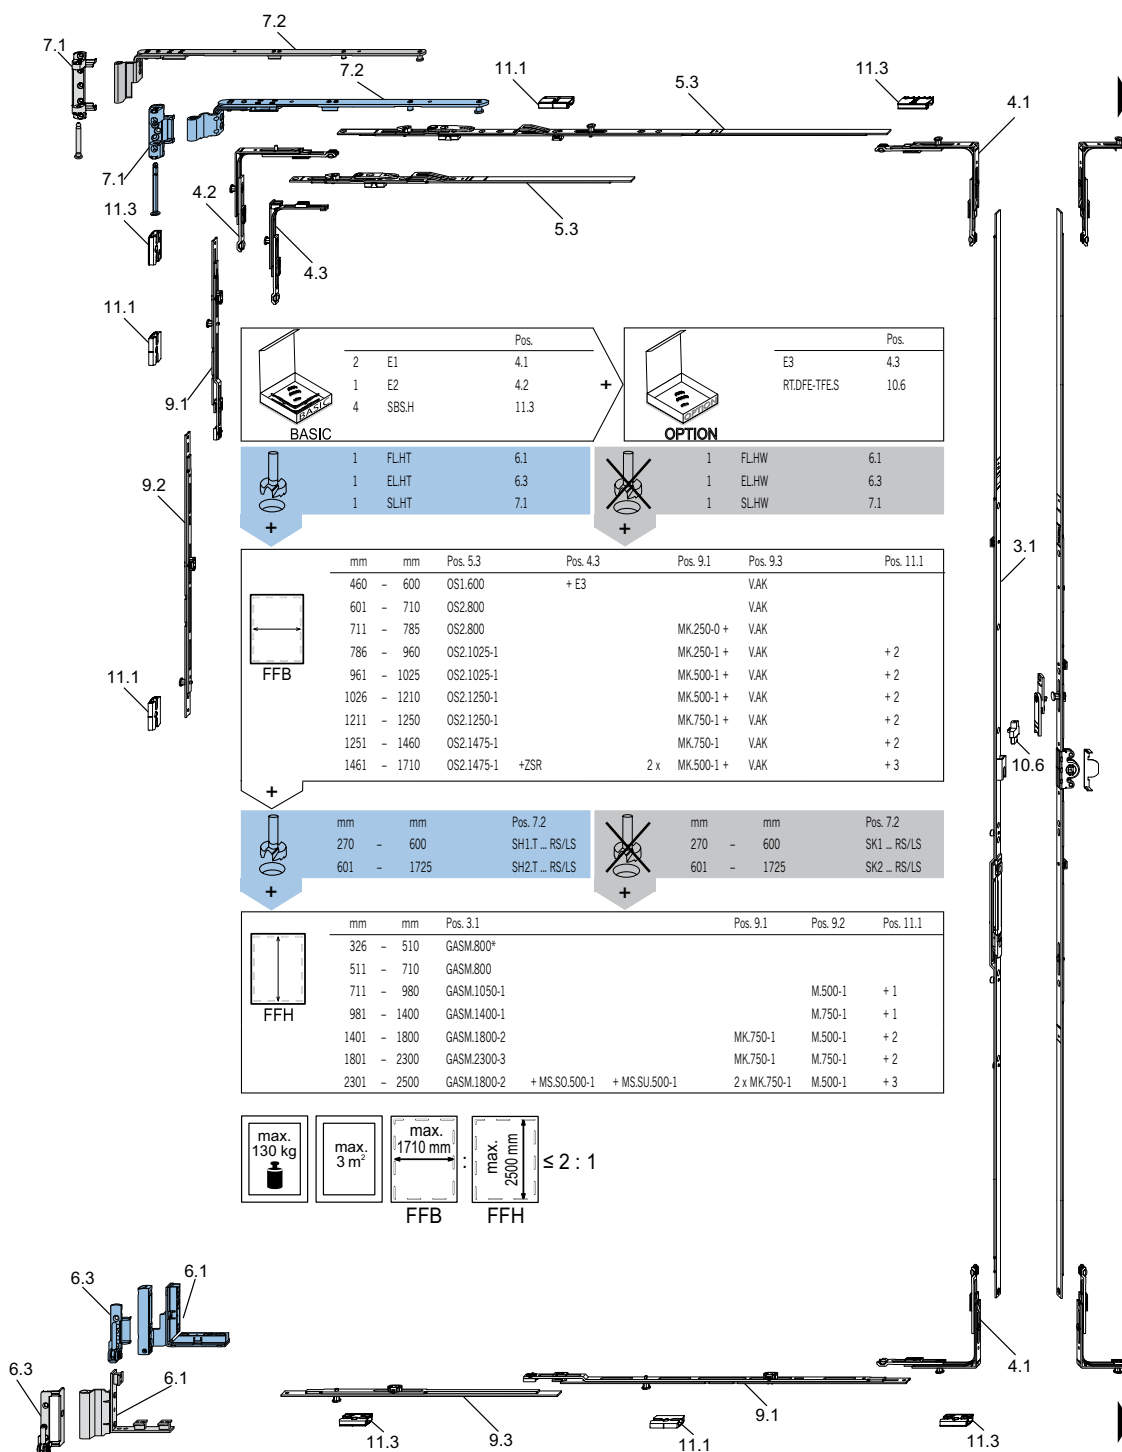 7.2
7.1
7.2
11.1
11.3
5.3
4.1
7.1
4.2
11.3
5.3
4.3
11.1
9.1
Pos.
2 E1 4.1
1 E2 4.2
4 SBS.H 11.3
BASIC
BASIC
+
Pos.
E3 4.3
RT.DFE-TFE.S 10.6
OPTION
OPTION
1 FL.HT 6.1
1 EL.HT 6.3
1 SL.HT 7.1
+
1 FL.HW 6.1
1 EL.HW 6.3
1 SL.HW 7.1
+
9.2
3.1
mm mm Pos. 5.3 Pos. 4.3 Pos. 9.1 Pos. 9.3 Pos. 11.1
460 – 600 OS1.600 + E3 V.AK
601 – 710 OS2.800 V.AK
711 – 785 OS2.800 MK.250-0 + V.AK
786 – 960 OS2.1025-1 MK.250-1 + V.AK + 2
961 – 1025 OS2.1025-1 MK.500-1 + V.AK + 2
1026 – 1210 OS2.1250-1 MK.500-1 + V.AK + 2
1211 – 1250 OS2.1250-1 MK.750-1 + V.AK + 2
1251 – 1460 OS2.1475-1 MK.750-1 V.AK + 2
1461 – 1710 OS2.1475-1 +ZSR 2 x MK.500-1 + V.AK + 3
FFB
+
11.1
10.6
mm mm Pos. 7.2
270 – 600 SH1.T ... RS/LS
601 – 1725 SH2.T ... RS/LS
+
mm mm Pos. 7.2
270 – 600 SK1 ... RS/LS
601 – 1725 SK2 ... RS/LS
+
mm mm Pos. 3.1 Pos. 9.1 Pos. 9.2 Pos. 11.1
326 – 510 GASM.800*
511 – 710 GASM.800
711 – 980 GASM.1050-1 M.500-1 + 1
981 – 1400 GASM.1400-1 M.750-1 + 1
1401 – 1800 GASM.1800-2 MK.750-1 M.500-1 + 2
1801 – 2300 GASM.2300-3 MK.750-1 M.750-1 + 2
2301 – 2500 GASM.1800-2 + MS.SO.500-1 + MS.SU.500-1 2 x MK.750-1 M.500-1 + 3
FFH
max.
130 kg
max.
3 m²
max.
1710 mm
FFB
:
max.
2500 mm
FFH
≤ 2 : 1
6.3
6.1
6.3
6.1
4.1
9.1
11.3
9.3
11.1
11.3